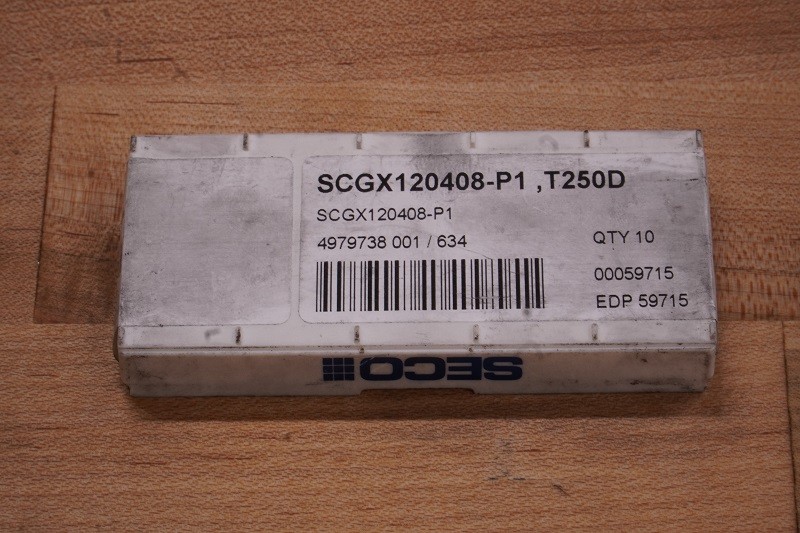 SCGX120408-P1 ,T250D
SCGX120408-P1
4979738 001 / 634
QTY 10
00059715
EDP 59715
SECO